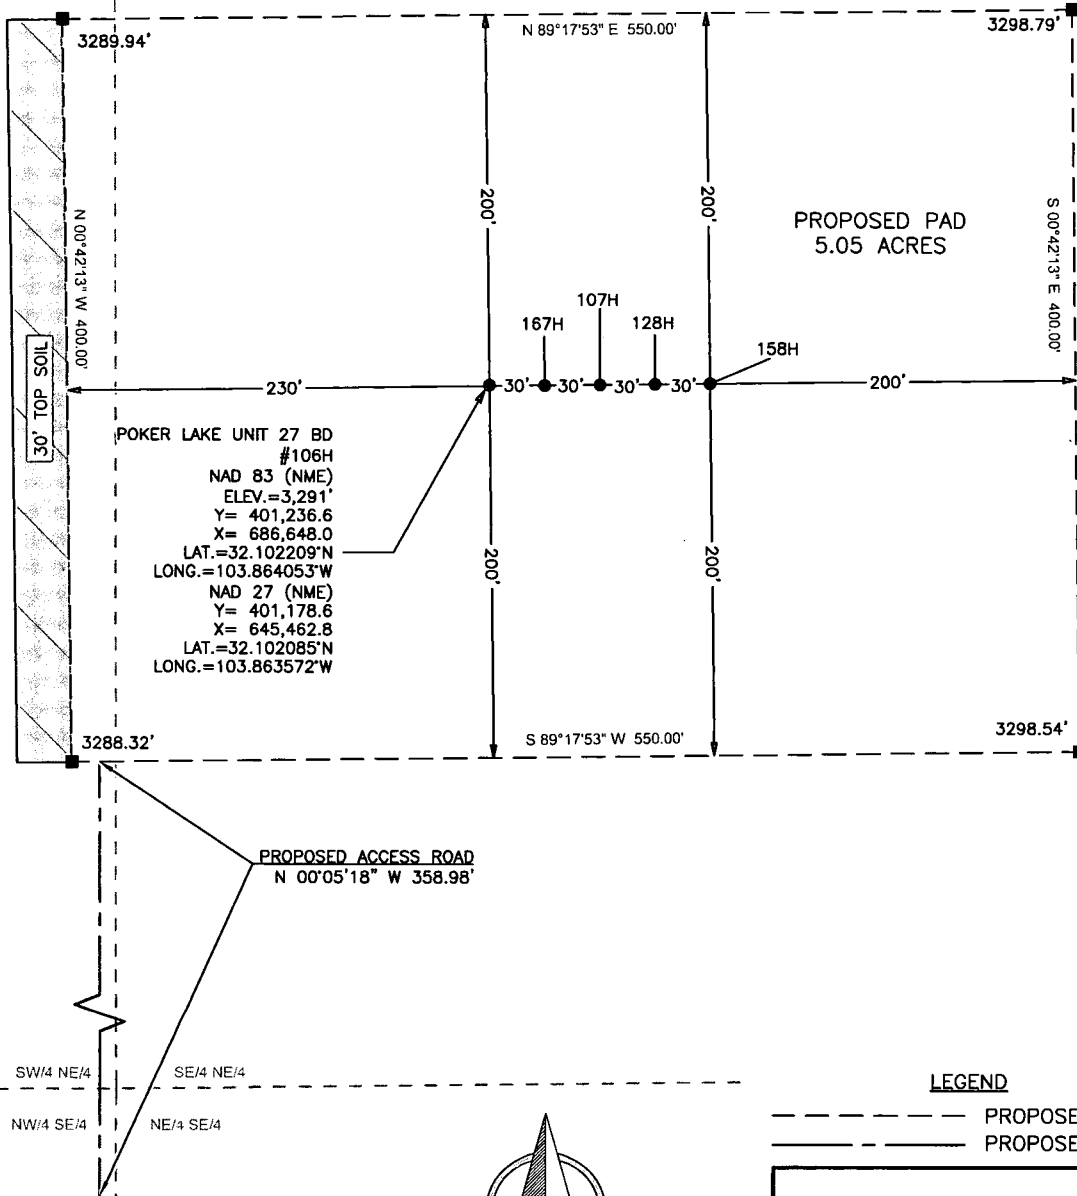 N 89°17'53" E 550.00'
3289.94'
3298.79'
200'
200'
PROPOSED PAD
5.05 ACRES
N 00°42'13" W 400.00'
S 00°42'13" E 400.00'
107H
167H
128H
158H
30' TOP SOIL
230'
30'
30'
30'
30'
200'
POKER LAKE UNIT 27 BD
#106H
NAD 83 (NME)
ELEV.=3,291'
Y= 401,236.6
X= 686,648.0
LAT.=32.102209°N
LONG.=103.864053°W
NAD 27 (NME)
Y= 401,178.6
X= 645,462.8
LAT.=32.102085°N
LONG.=103.863572°W
200'
200'
3288.32'
S 89°17'53" W 550.00'
3298.54'
PROPOSED ACCESS ROAD
N 00°05'18" W 358.98'
SW/4 NE/4
SE/4 NE/4
NW/4 SE/4
NE/4 SE/4
LEGEND
PROPOSE
PROPOSE